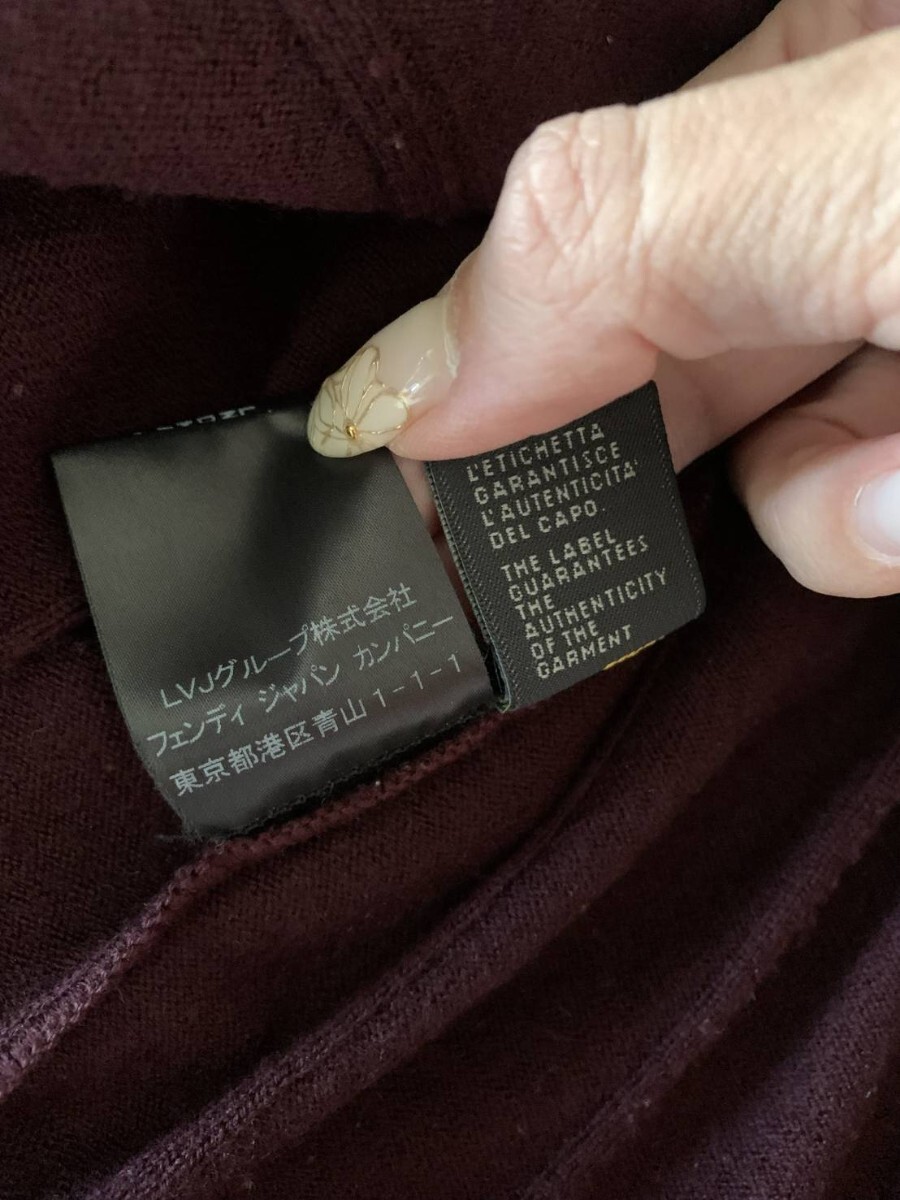 LVJグループ株式会社
フェンディ ジャパン カンパニー
東京都港区青山1-1-1
L'ETICHETTA
GARANTISCE
L'AUTENTICITA'
DEL CAPO.
THE LABEL
GUARANTEES
THE
AUTHENTICITY
OF THE
GARMENT